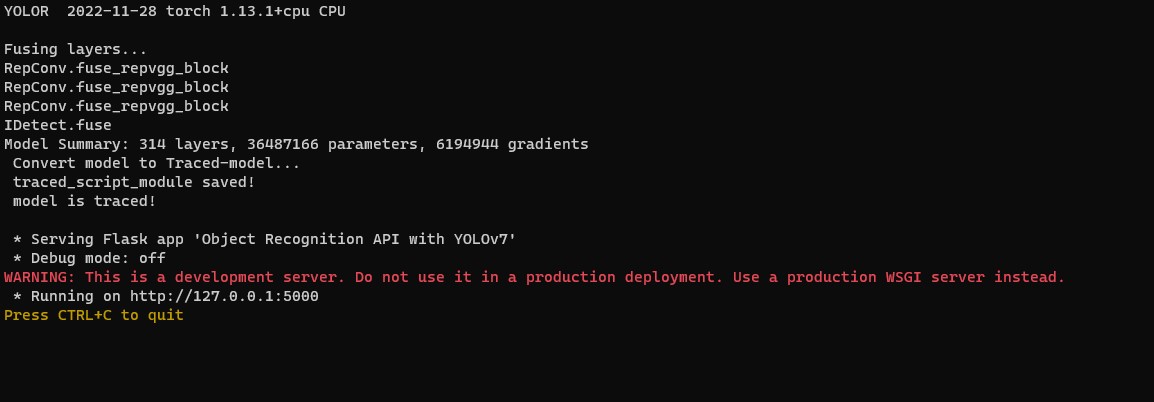 YOLOR  2022-11-28 torch 1.13.1+cpu CPU
Fusing layers...
RepConv.fuse_repvgg_block
RepConv.fuse_repvgg_block
RepConv.fuse_repvgg_block
IDetect.fuse
Model Summary: 314 layers, 36487166 parameters, 6194944 gradients
 Convert model to Traced-model...
 traced_script_module saved!
 model is traced!
 * Serving Flask app 'Object Recognition API with YOLOv7'
 * Debug mode: off
WARNING: This is a development server. Do not use it in a production deployment. Use a production WSGI server instead.
 * Running on http://127.0.0.1:5000
Press CTRL+C to quit